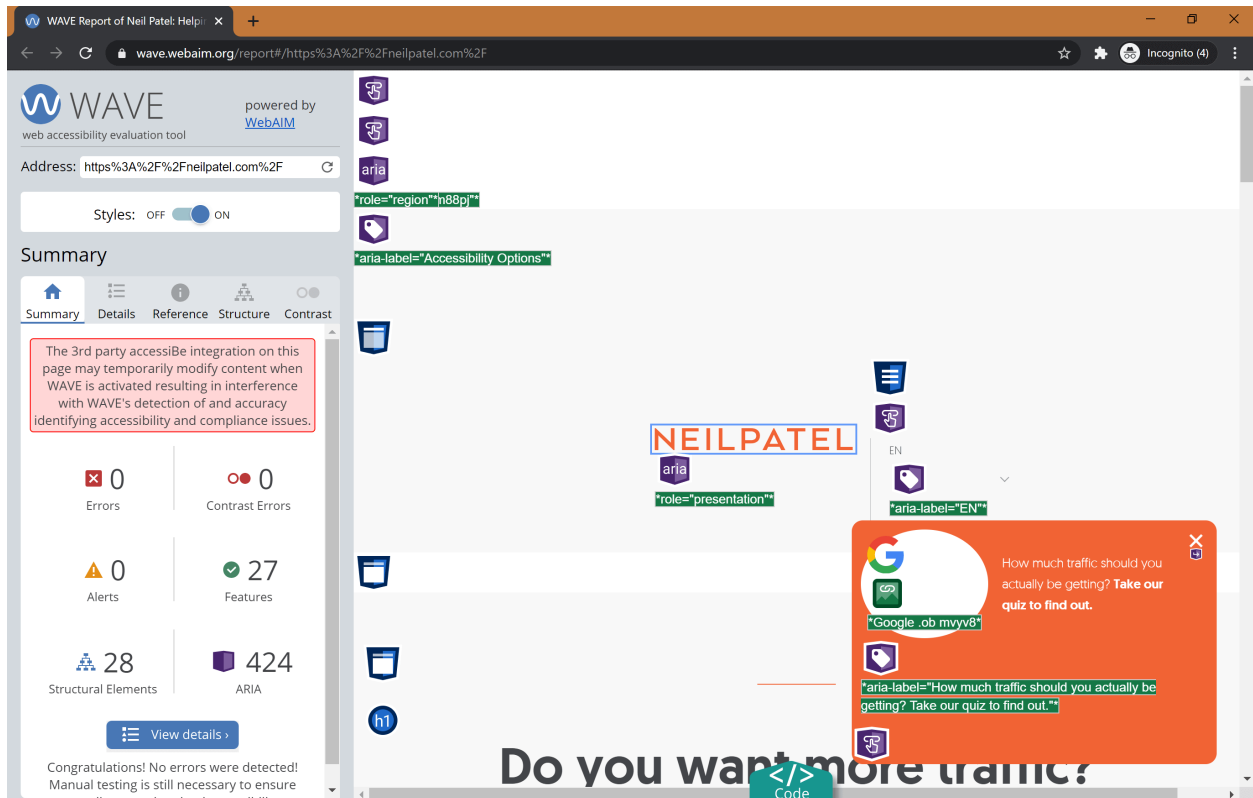 WAVE Report of Neil Patel: Helpin
wave.webaim.org/report#/https%3A%2F%2Fneilpatel.com%2F
Incognito (4)
WAVE
web accessibility evaluation tool
powered by
WebAIM
Address: https%3A%2F%2Fneilpatel.com%2F
Styles: OFF ON
Summary
Summary Details Reference Structure Contrast
The 3rd party accessiBe integration on this
page may temporarily modify content when
WAVE is activated resulting in interference
with WAVE's detection of and accuracy
identifying accessibility and compliance issues.
0
Errors
0
Contrast Errors
0
Alerts
27
Features
28
Structural Elements
424
ARIA
View details ›
Congratulations! No errors were detected!
Manual testing is still necessary to ensure
aria
*role="region"*n88pj"*
*aria-label="Accessibility Options"*
NEILPATEL
aria
*role="presentation"*
EN
*aria-label="EN"*
How much traffic should you
actually be getting? Take our
quiz to find out.
*Google .ob mvyv8*
*aria-label="How much traffic should you actually be
getting? Take our quiz to find out."*
h1
Do you want more traffic?
</>
Code